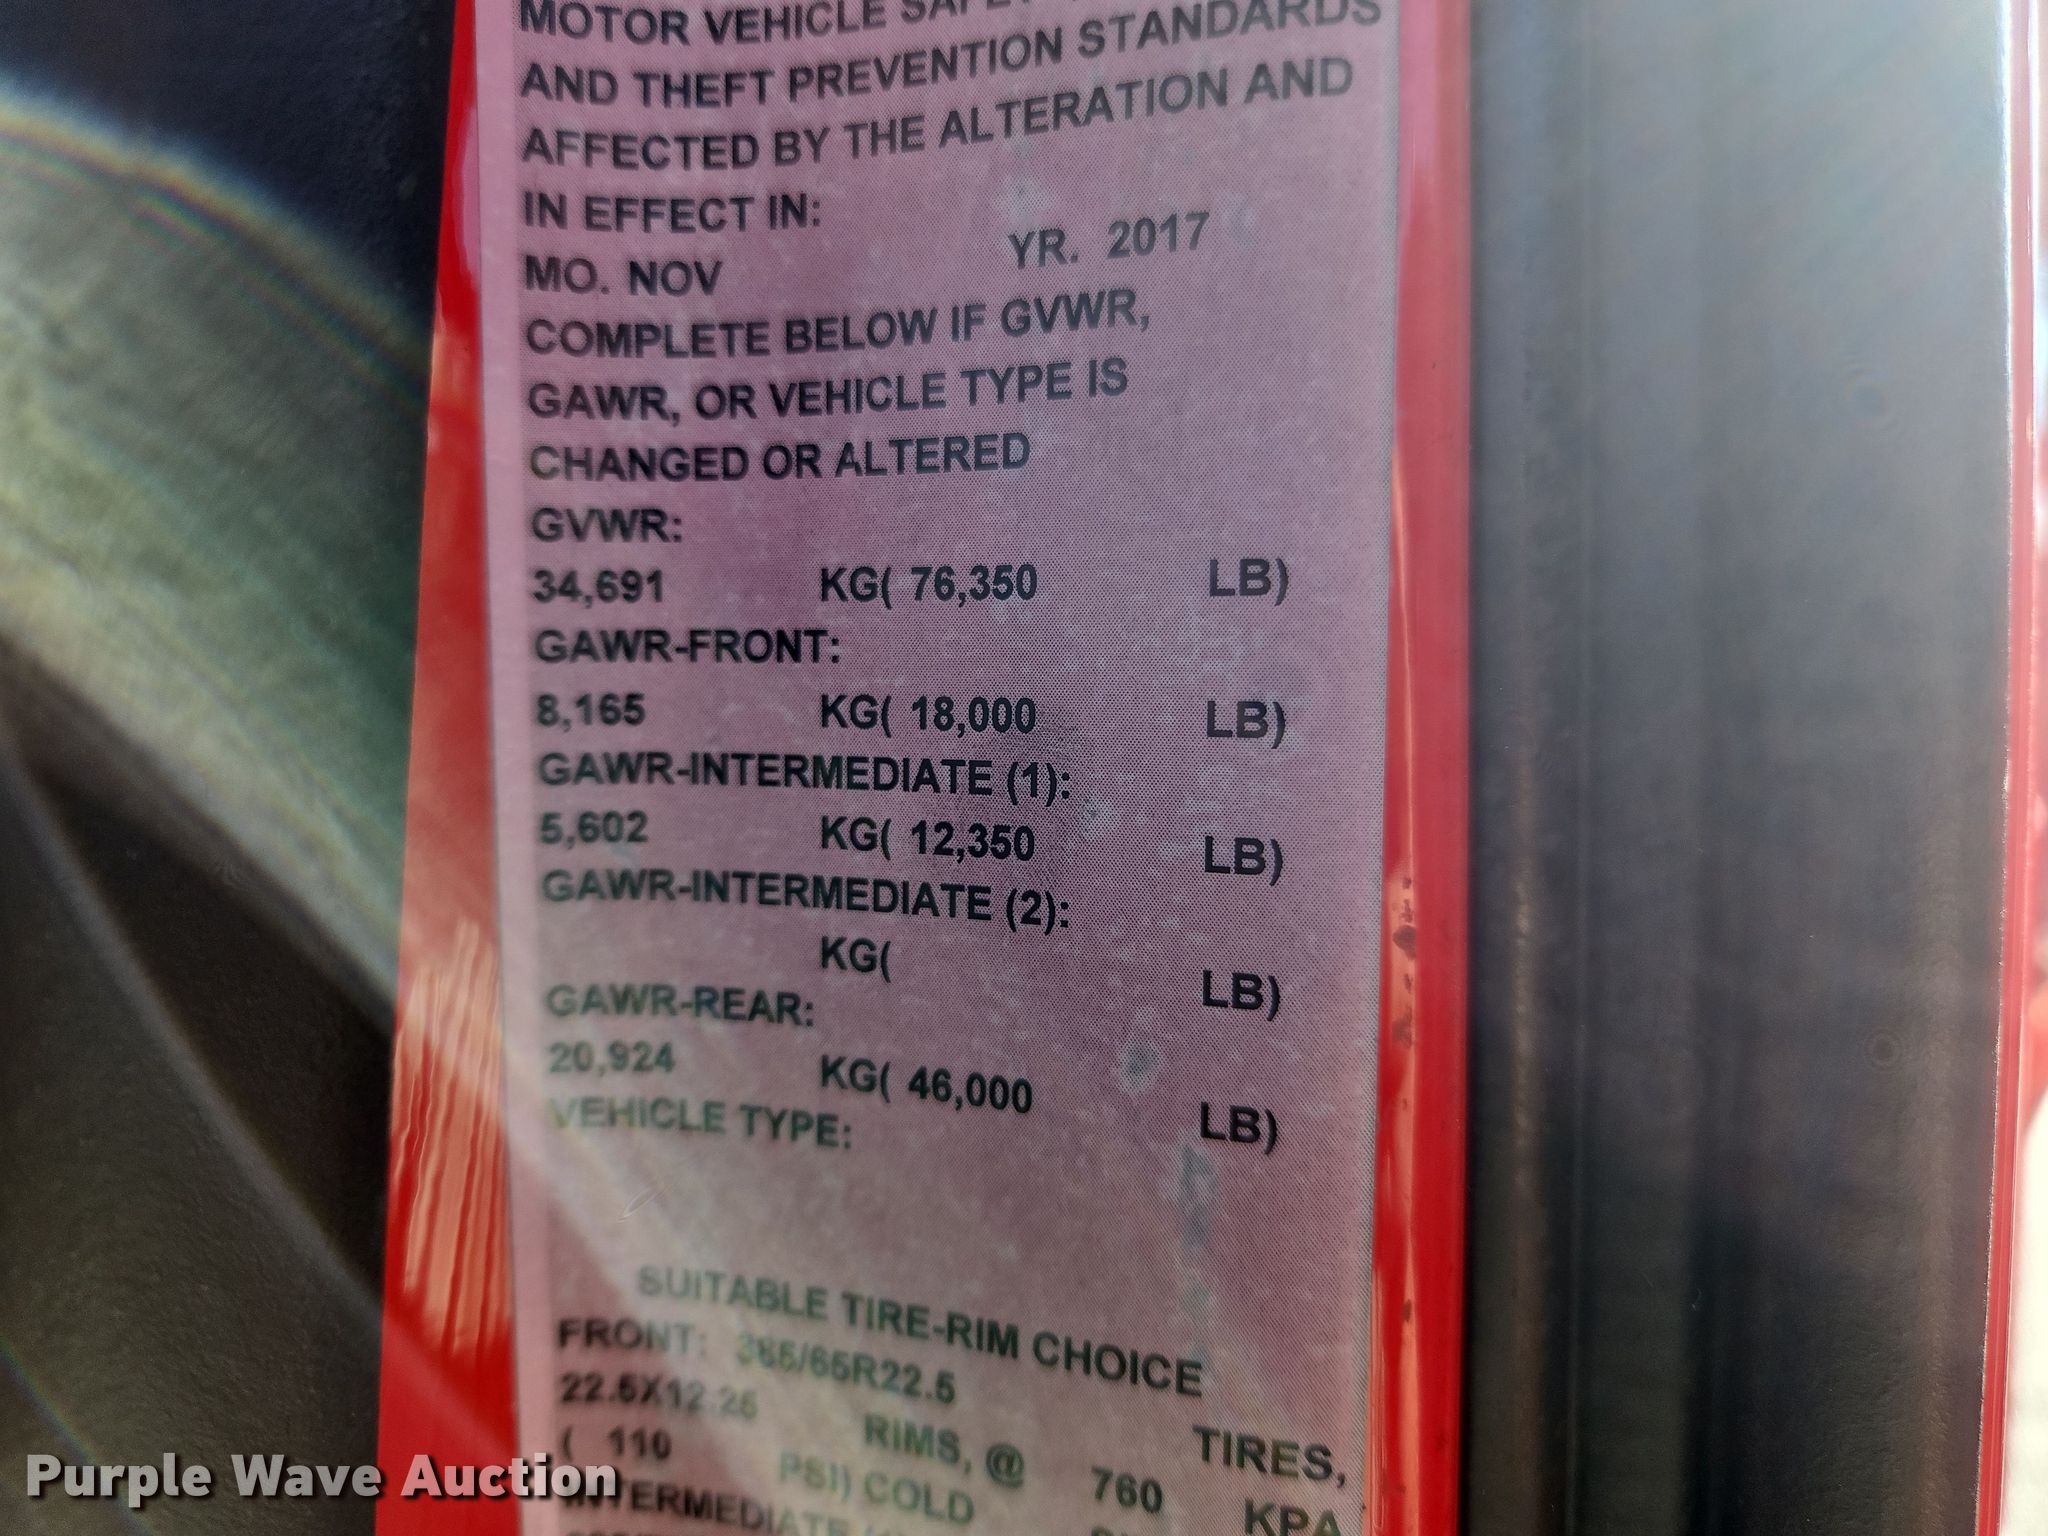 MOTOR VEHICLE
AND THEFT PREVENTION STANDARDS
AFFECTED BY THE ALTERATION AND
IN EFFECT IN:
MO. NOV YR. 2017
COMPLETE BELOW IF GVWR,
GAWR, OR VEHICLE TYPE IS
CHANGED OR ALTERED
GVWR:
34,691 KG( 76,350 LB)
GAWR-FRONT:
8,165 KG( 18,000 LB)
GAWR-INTERMEDIATE (1):
5,602 KG( 12,350 LB)
GAWR-INTERMEDIATE (2):
KG( LB)
GAWR-REAR:
20,924 KG( 46,000 LB)
VEHICLE TYPE:
SUITABLE TIRE-RIM CHOICE
FRONT: 385/65R22.5 TIRES,
22.5X12.25 RIMS, @ 760 KPA
( 110 PSI) COLD
INTERMEDIATE
Purple Wave Auction